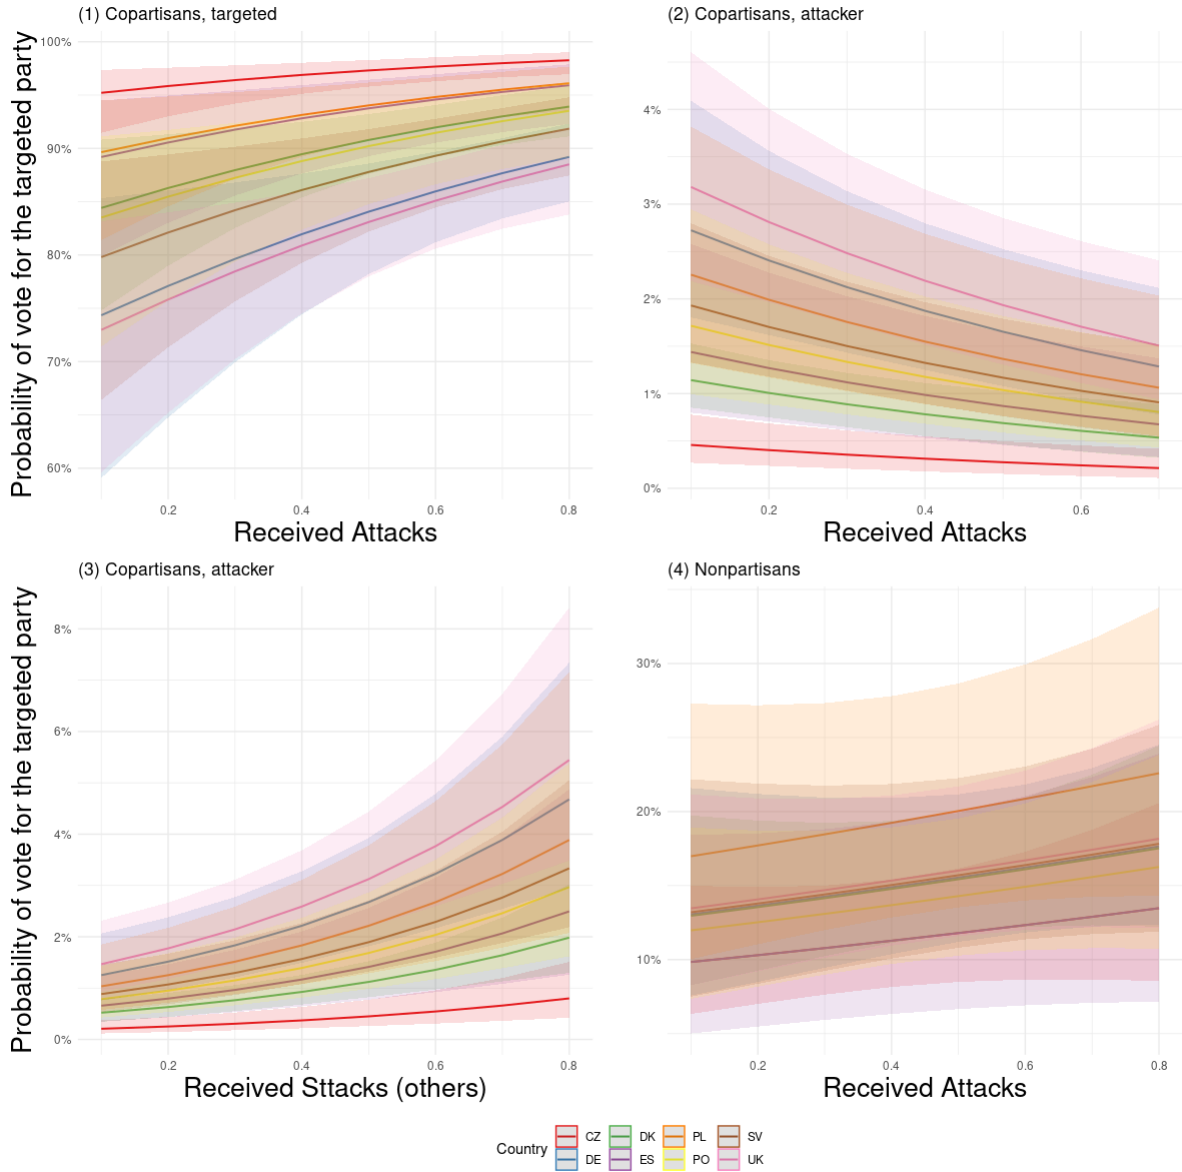 (1) Copartisans, targeted
(2) Copartisans, attacker
Probability of vote for the targeted party
100%
90%
80%
70%
60%
4%
3%
2%
1%
0%
0.2
0.4
0.6
0.8
0.2
0.4
0.6
Received Attacks
Received Attacks
(3) Copartisans, attacker
(4) Nonpartisans
Probability of vote for the targeted party
8%
6%
4%
2%
0%
30%
20%
10%
0.2
0.4
0.6
0.8
0.2
0.4
0.6
0.8
Received Sttacks (others)
Received Attacks
Country
CZ
DK
PL
SV
DE
ES
PO
UK